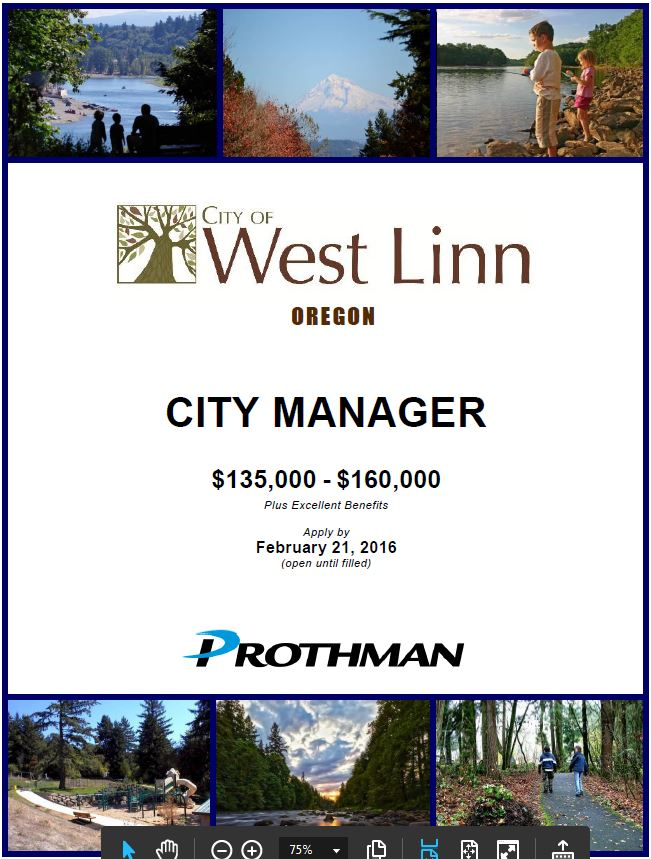 CITY OF
West Linn
OREGON
CITY MANAGER
$135,000 - $160,000
Plus Excellent Benefits
Apply by
February 21, 2016
(open until filled)
PROTHMAN
75%